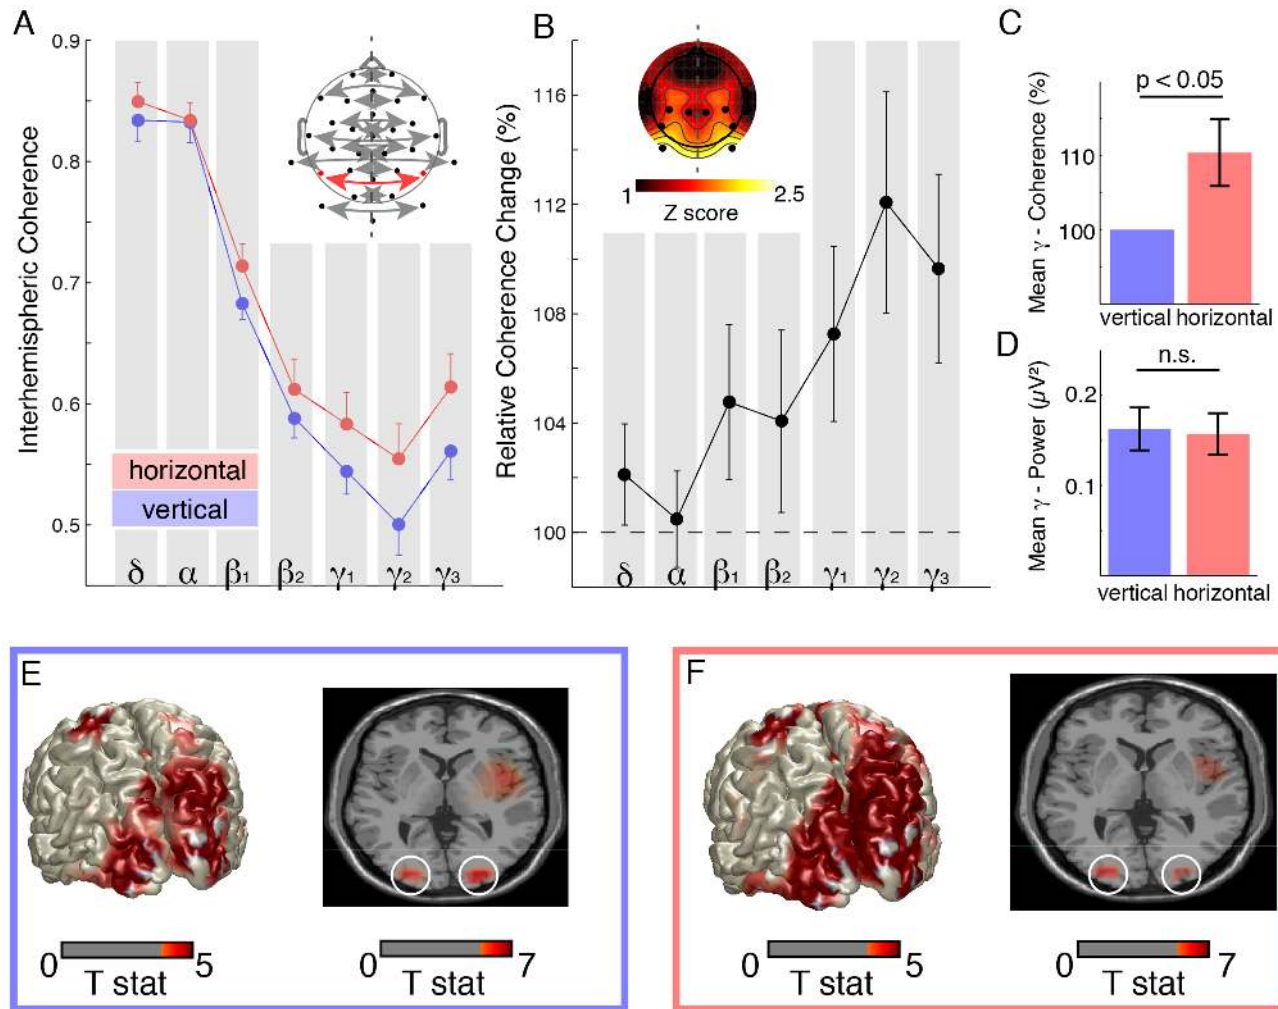 A
Interhemispheric Coherence
0.9
0.8
0.7
0.6
0.5
horizontal
vertical
δ α β1 β2 γ1 γ2 γ3
B
Relative Coherence Change (%)
116
114
112
108
104
100
1 2.5
Z score
δ α β1 β2 γ1 γ2 γ3
C
Mean γ - Coherence (%)
p < 0.05
110
100
vertical horizontal
D
Mean γ - Power (µV²)
n.s.
0.2
0.1
vertical horizontal
E
0 5
T stat
0 7
T stat
F
0 5
T stat
0 7
T stat